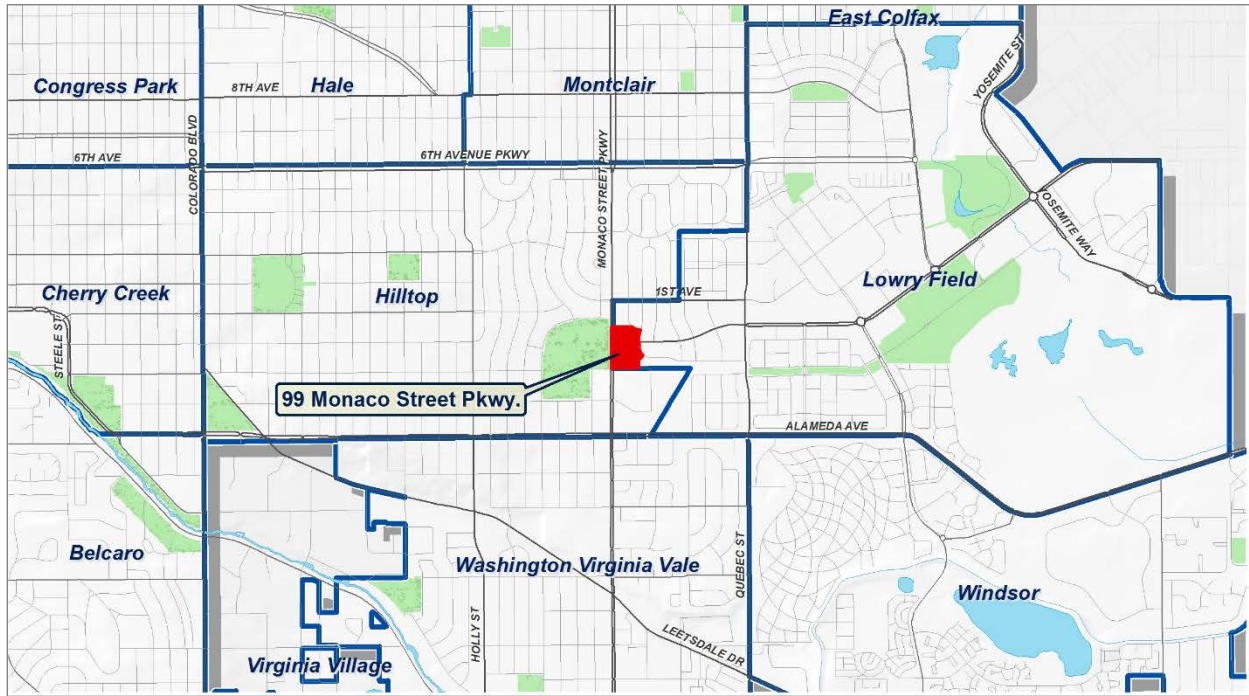 East Colfax
Congress Park
Hale
Montclair
8TH AVE
YOSEMITE ST
COLORADO BLVD
MONACO STREET PKWY
6TH AVE
6TH AVENUE PKWY
YOSEMITE WAY
Cherry Creek
Hilltop
1ST AVE
Lowry Field
STEELE ST
99 Monaco Street Pkwy.
ALAMEDA AVE
Belcaro
Washington Virginia Vale
QUEBEC ST
Windsor
HOLLY ST
LEETSDALE DR
Virginia Village